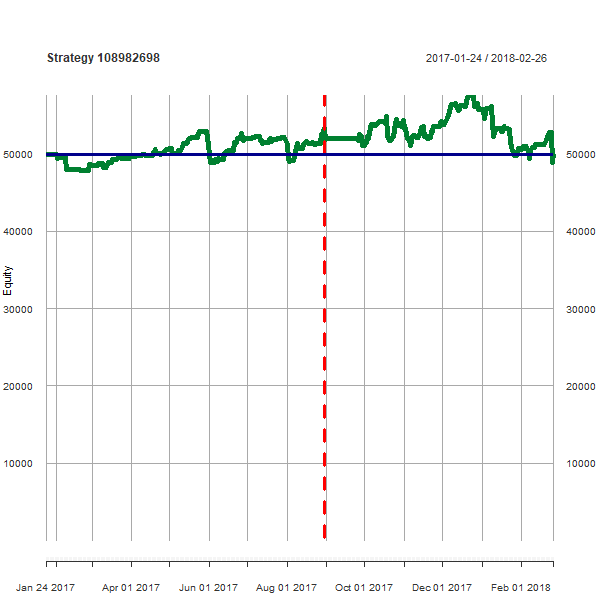 Strategy 108982698
2017-01-24 / 2018-02-26
50000 50000
40000 40000
Equity
30000 30000
20000 20000
10000 10000
Jan 24 2017 Apr 01 2017 Jun 01 2017 Aug 01 2017 Oct 01 2017 Dec 01 2017 Feb 01 2018